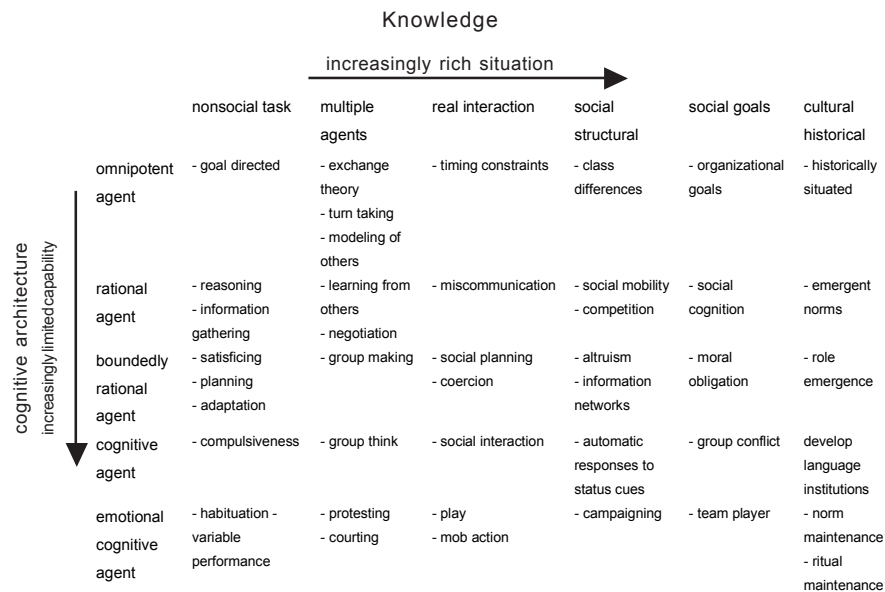 Knowledge
increasingly rich situation
nonsocial task
multiple
agents
real interaction
social
structural
social goals
cultural
historical
cognitive architecture
increasingly limited capability
omnipotent
agent
- goal directed
- exchange
theory
- turn taking
- modeling of
others
- timing constraints
- class
differences
- organizational
goals
- historically
situated
rational
agent
- reasoning
- information
gathering
- learning from
others
- negotiation
- miscommunication
- social mobility
- competition
- social
cognition
- emergent
norms
boundedly
rational
agent
- satisficing
- planning
- adaptation
- group making
- social planning
- coercion
- altruism
- information
networks
- moral
obligation
- role
emergence
cognitive
agent
- compulsiveness
- group think
- social interaction
- automatic
responses to
status cues
- group conflict
develop
language
institutions
emotional
cognitive
agent
- habituation -
variable
performance
- protesting
- courting
- play
- mob action
- campaigning
- team player
- norm
maintenance
- ritual
maintenance